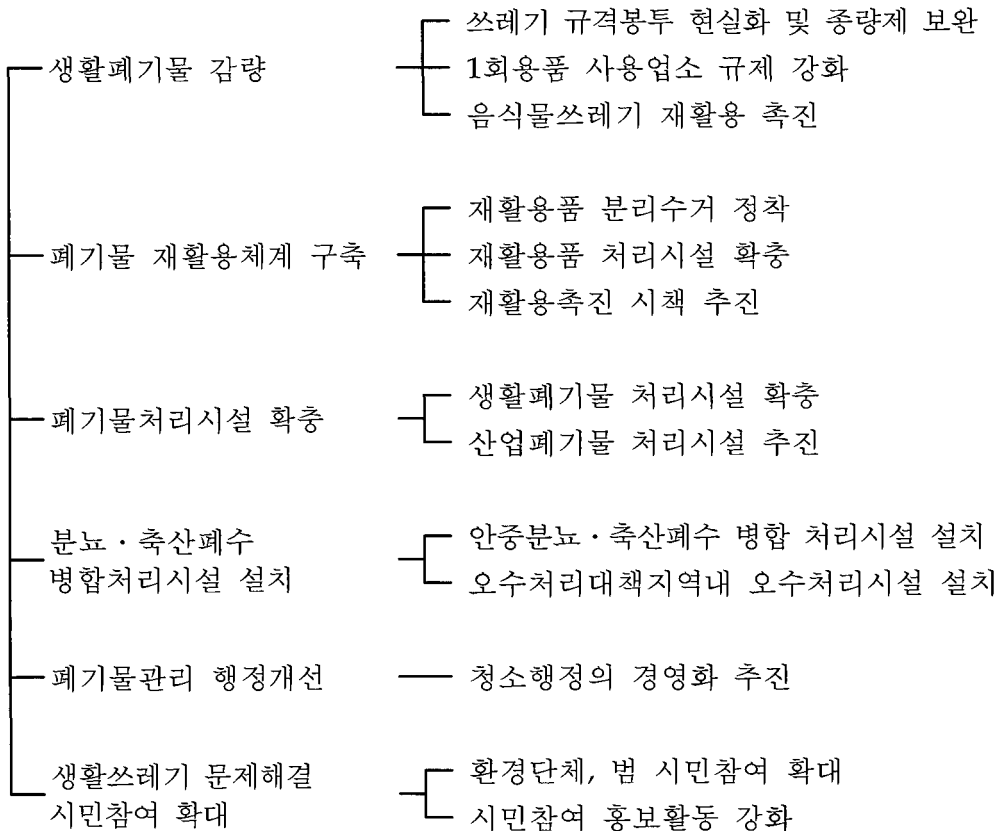 생활폐기물 감량
쓰레기 규격봉투 현실화 및 종량제 보완
1회용품 사용업소 규제 강화
음식물쓰레기 재활용 촉진
폐기물 재활용체계 구축
재활용품 분리수거 정착
재활용품 처리시설 확충
재활용촉진 시책 추진
폐기물처리시설 확충
생활폐기물 처리시설 확충
산업폐기물 처리시설 추진
분뇨·축산폐수
병합처리시설 설치
안중분뇨·축산폐수 병합 처리시설 설치
오수처리대책지역내 오수처리시설 설치
폐기물관리 행정개선
청소행정의 경영화 추진
생활쓰레기 문제해결
시민참여 확대
환경단체, 범 시민참여 확대
시민참여 홍보활동 강화